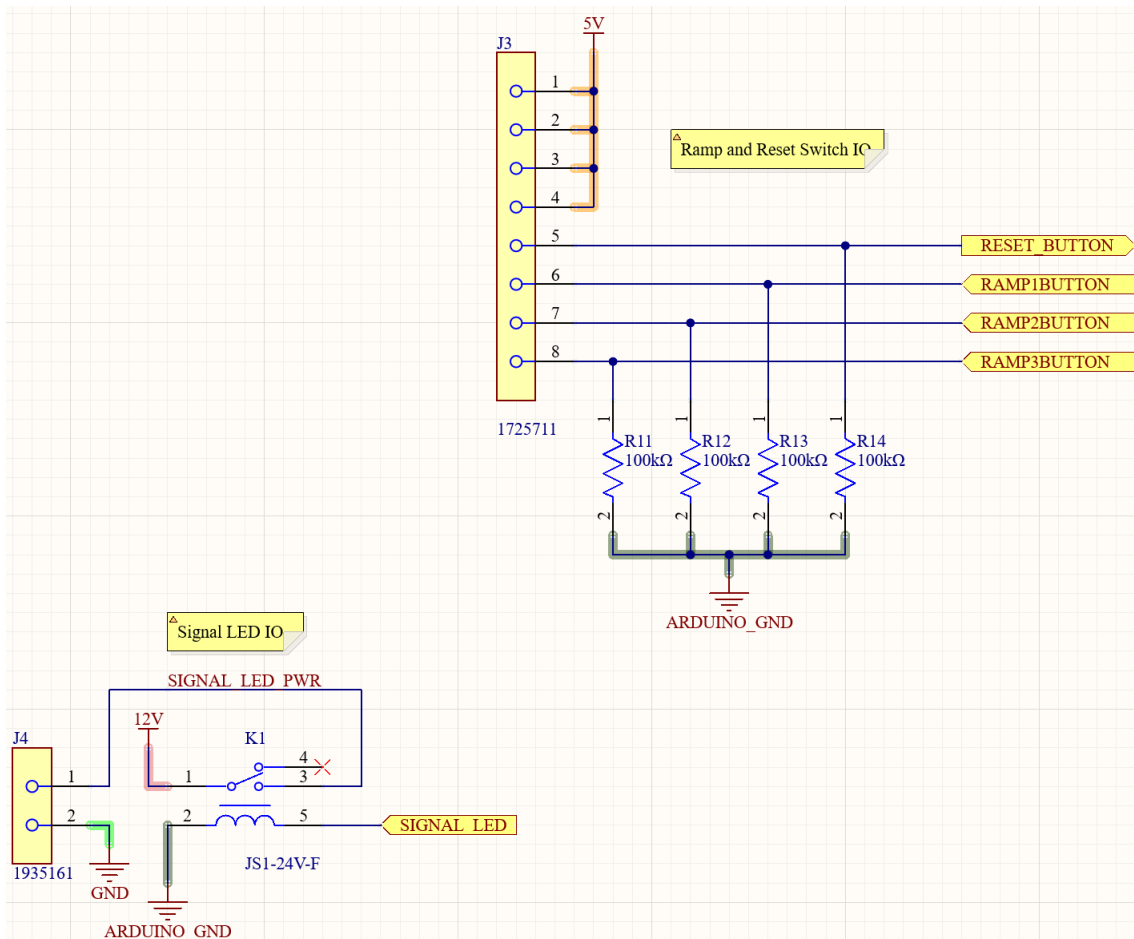 5V
J3
1
2
3
4
5
6
7
8
1725711
Ramp and Reset Switch IO
RESET_BUTTON
RAMP1BUTTON
RAMP2BUTTON
RAMP3BUTTON
1
1
1
1
R11
100kΩ
R12
100kΩ
R13
100kΩ
R14
100kΩ
2
2
2
2
ARDUINO_GND
Signal LED IO
SIGNAL_LED_PWR
12V
J4
1
2
1935161
GND
K1
1
4
3
2
5
SIGNAL_LED
JS1-24V-F
ARDUINO_GND